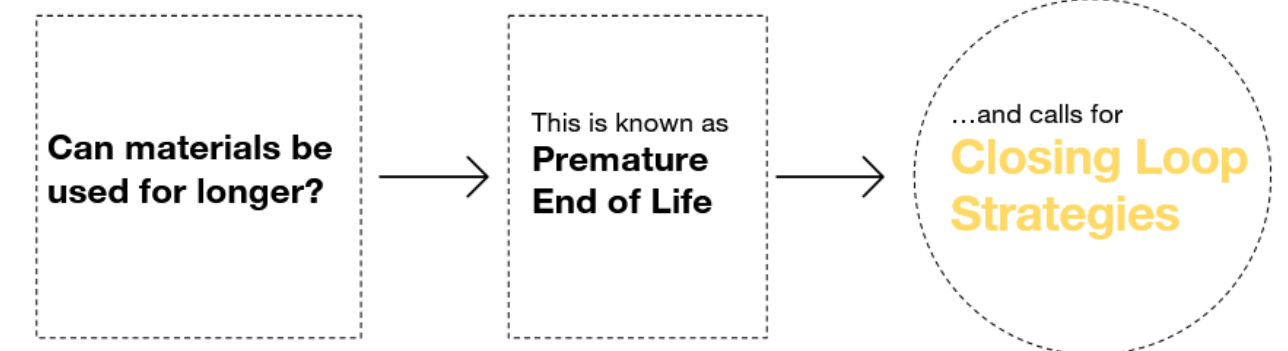 Can materials be
used for longer?
This is known as
Premature
End of Life
...and calls for
Closing Loop
Strategies